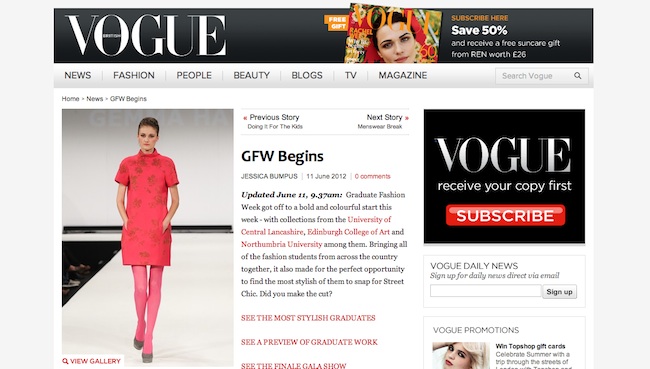 VOGUE
BRITISH
FREE
GIFT
VOGUE
RACHEL
SUBSCRIBE HERE
Save 50%
and receive a free suncare gift
from REN worth £26
NEWS
FASHION
PEOPLE
BEAUTY
BLOGS
TV
MAGAZINE
Search Vogue
Home > News > GFW Begins
« Previous Story
Doing It For The Kids
Next Story »
Menswear Break
GFW Begins
JESSICA BUMPUS | 11 June 2012 | 0 comments
Updated June 11, 9.37am: Graduate Fashion
Week got off to a bold and colourful start this
week - with collections from the University of
Central Lancashire, Edinburgh College of Art and
Northumbria University among them. Bringing all
of the fashion students from across the country
together, it also made for the perfect opportunity
to find the most stylish of them to snap for Street
Chic. Did you make the cut?
SEE THE MOST STYLISH GRADUATES
SEE A PREVIEW OF GRADUATE WORK
SEE THE FINALE GALA SHOW
VIEW GALLERY
VOGUE
receive your copy first
SUBSCRIBE
VOGUE DAILY NEWS
Sign up for daily news direct via email
Sign up
VOGUE PROMOTIONS
Win Topshop gift cards
Celebrate Summer with a
trip through the streets of